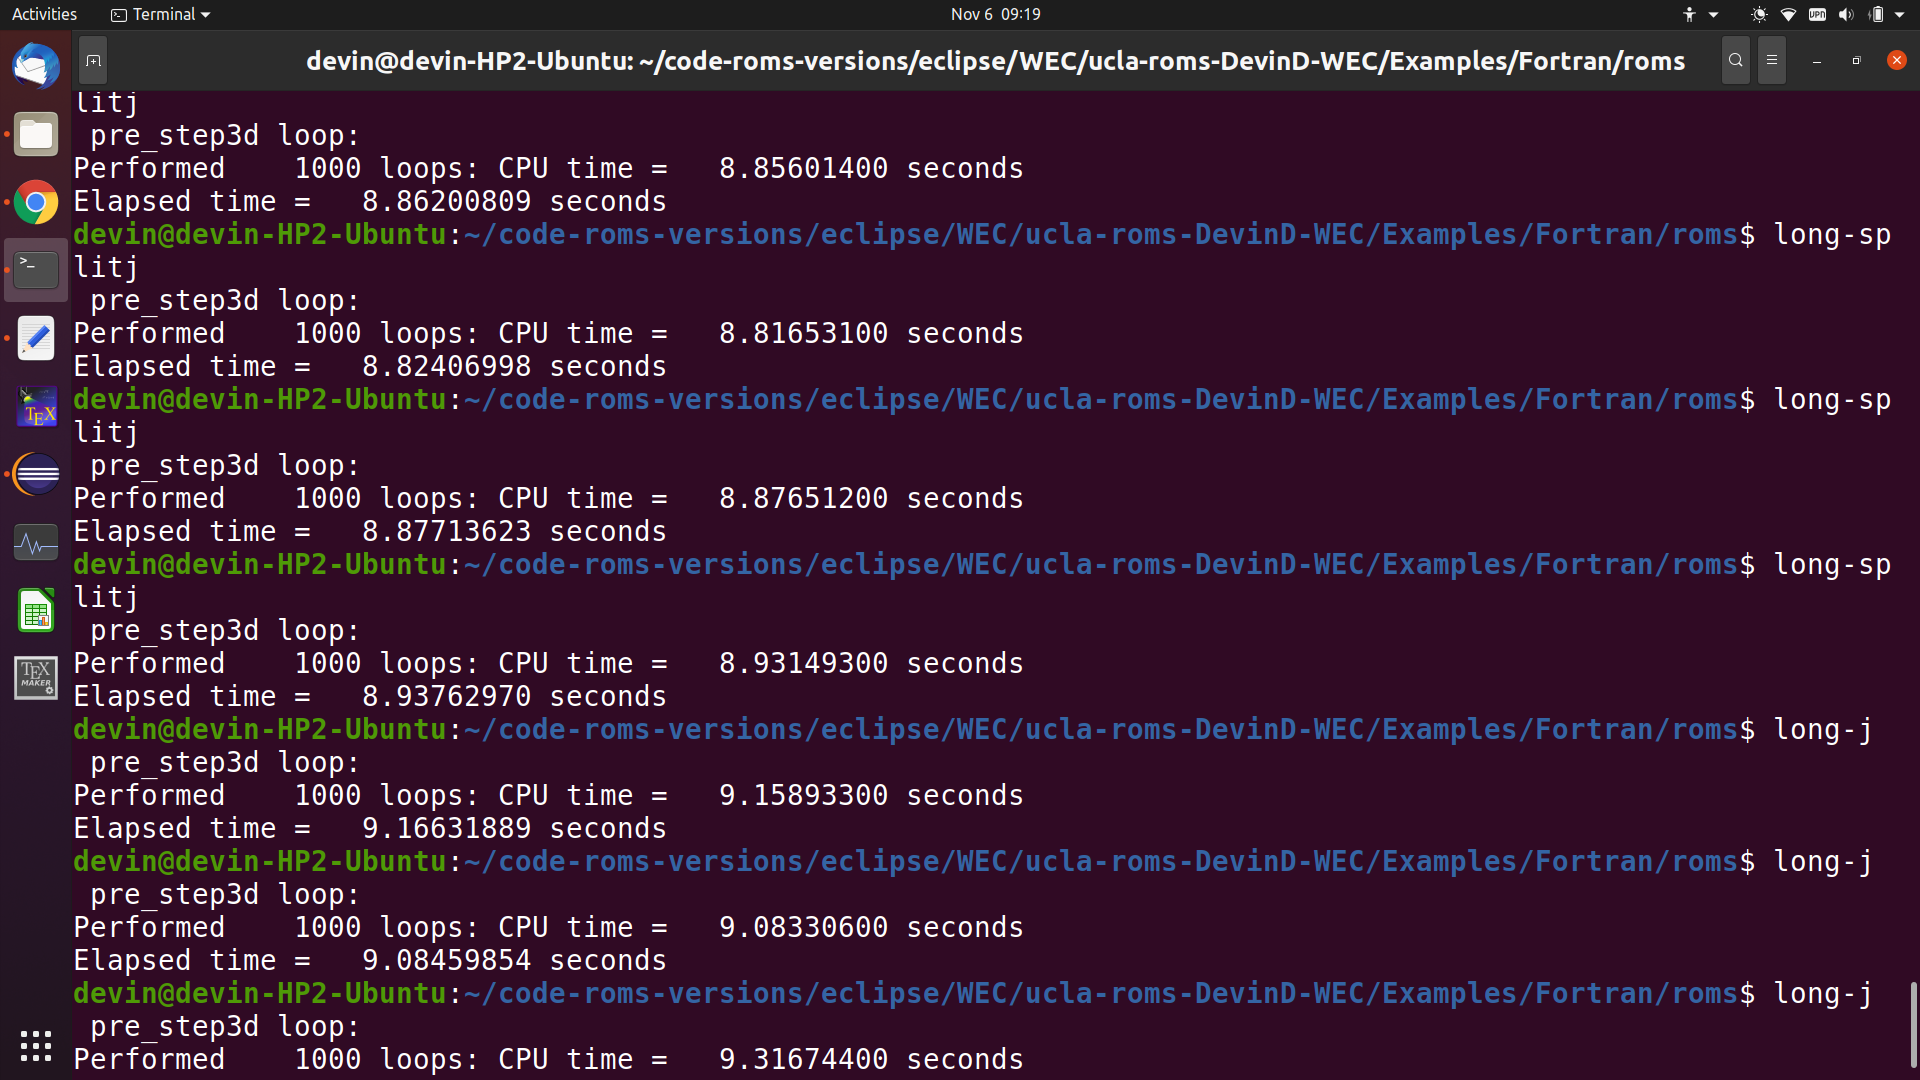 Activities
Terminal
Nov 6 09:19
VPN
devin@devin-HP2-Ubuntu: ~/code-roms-versions/eclipse/WEC/ucla-roms-DevinD-WEC/Examples/Fortran/roms
litj
 pre_step3d loop:
Performed    1000 loops: CPU time =   8.85601400 seconds
Elapsed time =   8.86200809 seconds
devin@devin-HP2-Ubuntu:~/code-roms-versions/eclipse/WEC/ucla-roms-DevinD-WEC/Examples/Fortran/roms$ long-sp
litj
 pre_step3d loop:
Performed    1000 loops: CPU time =   8.81653100 seconds
Elapsed time =   8.82406998 seconds
devin@devin-HP2-Ubuntu:~/code-roms-versions/eclipse/WEC/ucla-roms-DevinD-WEC/Examples/Fortran/roms$ long-sp
litj
 pre_step3d loop:
Performed    1000 loops: CPU time =   8.87651200 seconds
Elapsed time =   8.87713623 seconds
devin@devin-HP2-Ubuntu:~/code-roms-versions/eclipse/WEC/ucla-roms-DevinD-WEC/Examples/Fortran/roms$ long-sp
litj
 pre_step3d loop:
Performed    1000 loops: CPU time =   8.93149300 seconds
Elapsed time =   8.93762970 seconds
devin@devin-HP2-Ubuntu:~/code-roms-versions/eclipse/WEC/ucla-roms-DevinD-WEC/Examples/Fortran/roms$ long-j
 pre_step3d loop:
Performed    1000 loops: CPU time =   9.15893300 seconds
Elapsed time =   9.16631889 seconds
devin@devin-HP2-Ubuntu:~/code-roms-versions/eclipse/WEC/ucla-roms-DevinD-WEC/Examples/Fortran/roms$ long-j
 pre_step3d loop:
Performed    1000 loops: CPU time =   9.08330600 seconds
Elapsed time =   9.08459854 seconds
devin@devin-HP2-Ubuntu:~/code-roms-versions/eclipse/WEC/ucla-roms-DevinD-WEC/Examples/Fortran/roms$ long-j
 pre_step3d loop:
Performed    1000 loops: CPU time =   9.31674400 seconds
>_
TEX
TEX
MAKER